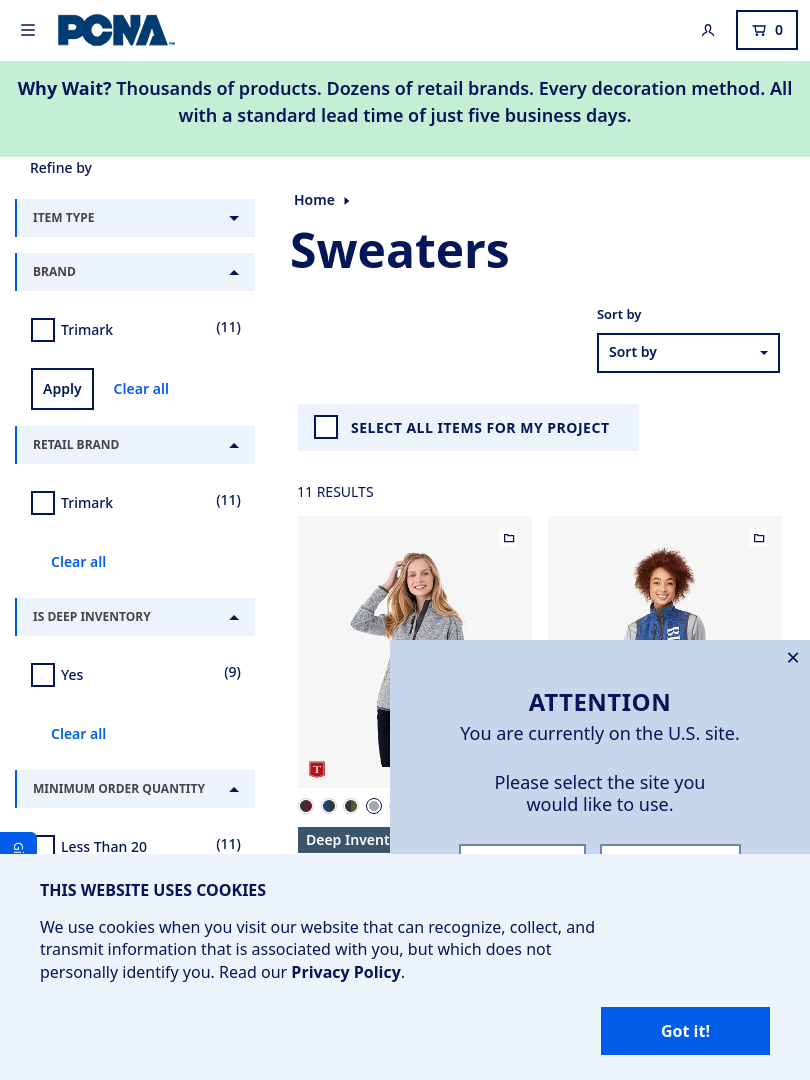 PCNA
0
Why Wait? Thousands of products. Dozens of retail brands. Every decoration method. All
with a standard lead time of just five business days.
Refine by
Home
Sweaters
ITEM TYPE
BRAND
Trimark
(11)
Apply
Clear all
RETAIL BRAND
Trimark
(11)
Clear all
IS DEEP INVENTORY
Yes
(9)
Clear all
MINIMUM ORDER QUANTITY
Less Than 20
(11)
Sort by
Sort by
SELECT ALL ITEMS FOR MY PROJECT
11 RESULTS
T
ATTENTION
You are currently on the U.S. site.
Please select the site you
would like to use.
THIS WEBSITE USES COOKIES
We use cookies when you visit our website that can recognize, collect, and
transmit information that is associated with you, but which does not
personally identify you. Read our Privacy Policy.
Got it!